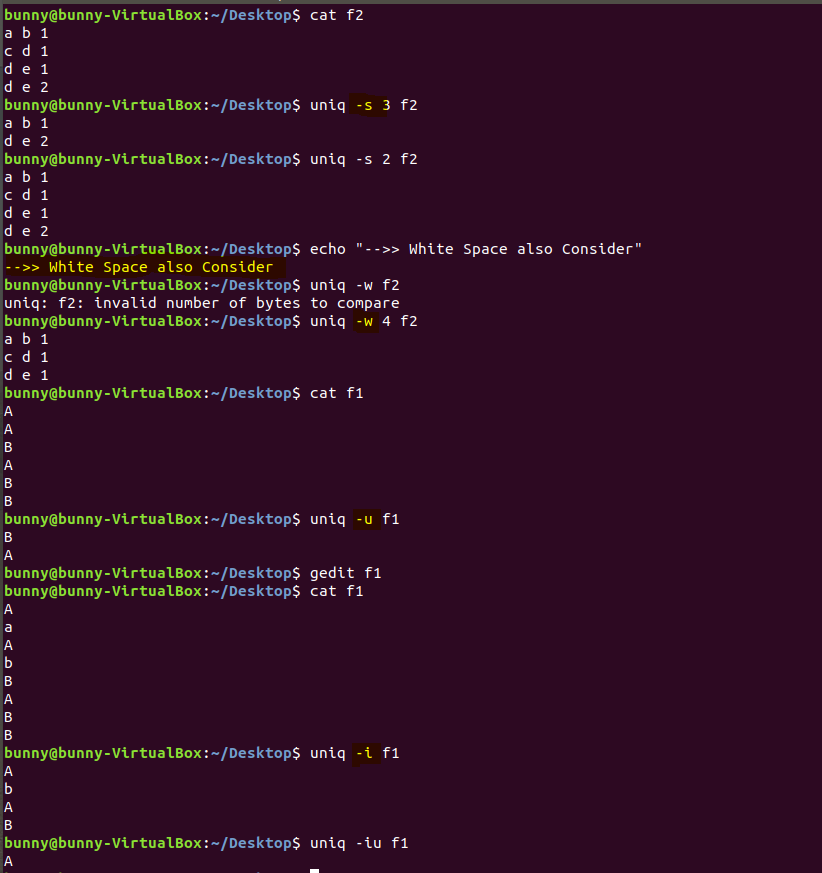 bunny@bunny-VirtualBox:~/Desktop$ cat f2
a b 1
c d 1
d e 1
d e 2
bunny@bunny-VirtualBox:~/Desktop$ uniq -s 3 f2
a b 1
d e 2
bunny@bunny-VirtualBox:~/Desktop$ uniq -s 2 f2
a b 1
c d 1
d e 1
d e 2
bunny@bunny-VirtualBox:~/Desktop$ echo "-->> White Space also Consider"
-->> White Space also Consider
bunny@bunny-VirtualBox:~/Desktop$ uniq -w f2
uniq: f2: invalid number of bytes to compare
bunny@bunny-VirtualBox:~/Desktop$ uniq -w 4 f2
a b 1
c d 1
d e 1
bunny@bunny-VirtualBox:~/Desktop$ cat f1
A
A
B
A
B
B
bunny@bunny-VirtualBox:~/Desktop$ uniq -u f1
B
A
bunny@bunny-VirtualBox:~/Desktop$ gedit f1
bunny@bunny-VirtualBox:~/Desktop$ cat f1
A
a
A
b
B
A
B
B
bunny@bunny-VirtualBox:~/Desktop$ uniq -i f1
A
b
A
B
bunny@bunny-VirtualBox:~/Desktop$ uniq -iu f1
A